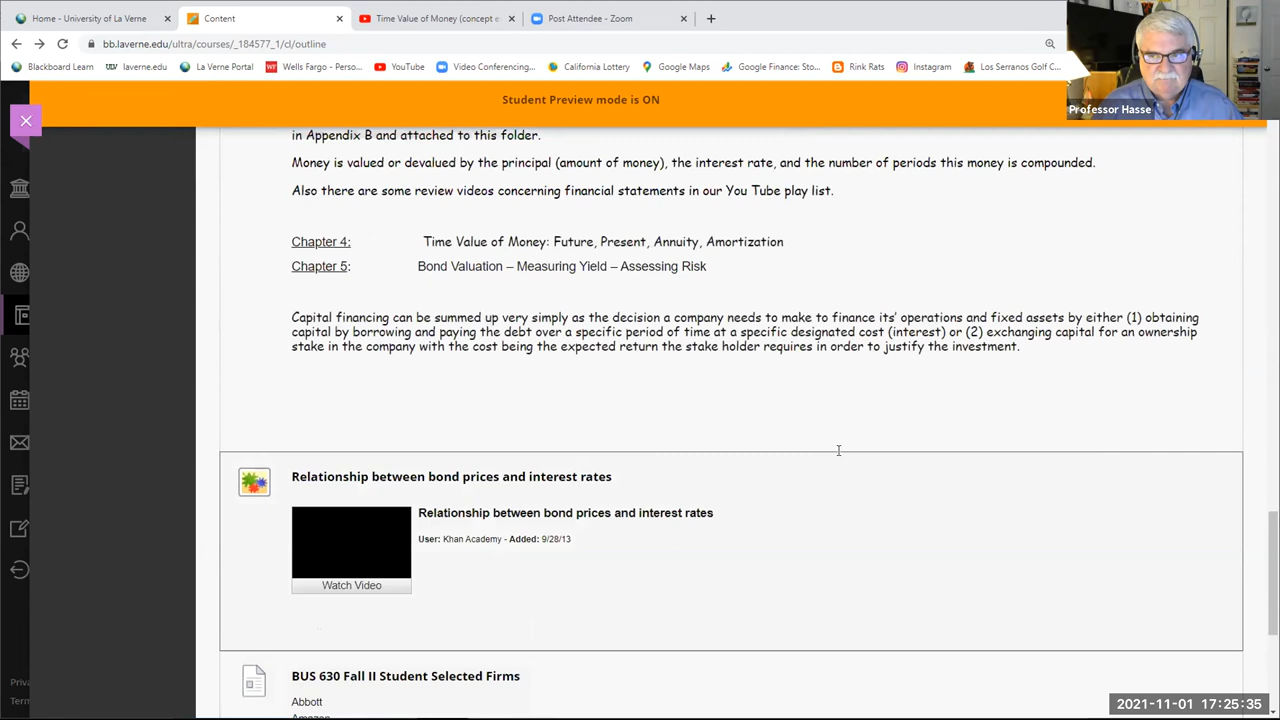 Home - University of La Verne
Content
Time Value of Money (concept e
Post Attendee - Zoom
bb.laverne.edu/ultra/courses/_184577_1/cl/outline
Blackboard Learn
laverne.edu
La Verne Portal
Wells Fargo - Perso...
YouTube
Video Conferencing...
California Lottery
Google Maps
Google Finance: Sto...
Rink Rats
Instagram
Los Serranos Golf C...
Professor Hasse
Student Preview mode is ON
in Appendix B and attached to this folder.
Money is valued or devalued by the principal (amount of money), the interest rate, and the number of periods this money is compounded.
Also there are some review videos concerning financial statements in our You Tube play list.
Chapter 4: Time Value of Money: Future, Present, Annuity, Amortization
Chapter 5: Bond Valuation – Measuring Yield – Assessing Risk
Capital financing can be summed up very simply as the decision a company needs to make to finance its' operations and fixed assets by either (1) obtaining
capital by borrowing and paying the debt over a specific period of time at a specific designated cost (interest) or (2) exchanging capital for an ownership
stake in the company with the cost being the expected return the stake holder requires in order to justify the investment.
Relationship between bond prices and interest rates
Relationship between bond prices and interest rates
User: Khan Academy - Added: 9/28/13
Watch Video
BUS 630 Fall II Student Selected Firms
Abbott
Amazon
Priva
Term
2021-11-01 17:25:35